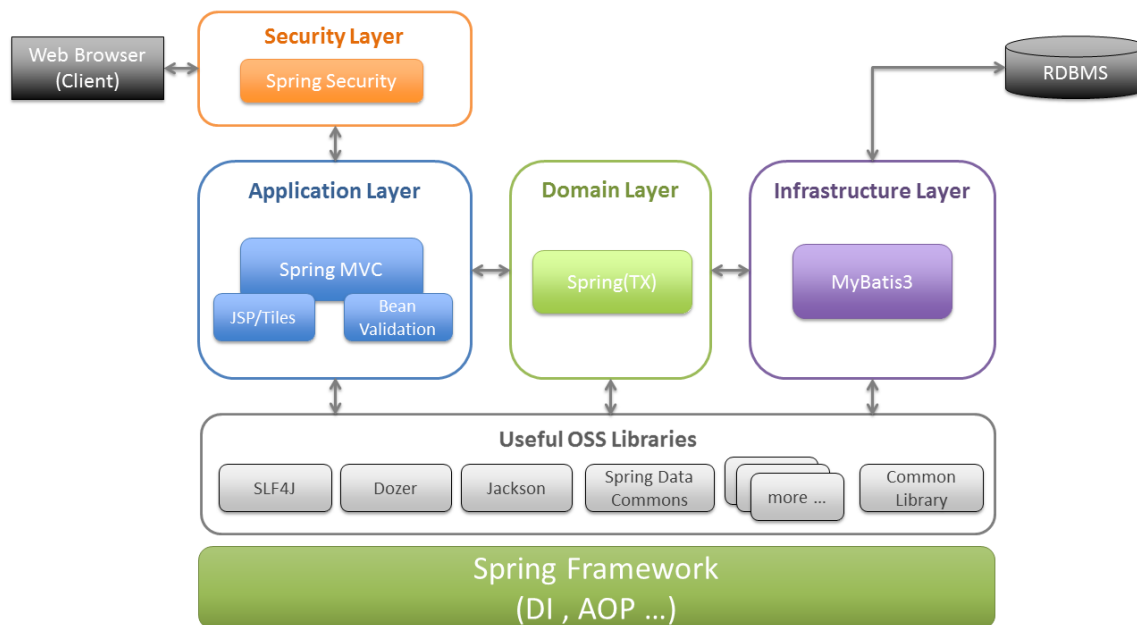 Security Layer
Web Browser
(Client)
Spring Security
RDBMS
Application Layer
Domain Layer
Infrastructure Layer
Spring MVC
JSP/Tiles
Bean
Validation
Spring(TX)
MyBatis3
Useful OSS Libraries
SLF4J
Dozer
Jackson
Spring Data
Commons
more ...
Common
Library
Spring Framework
(DI , AOP ...)